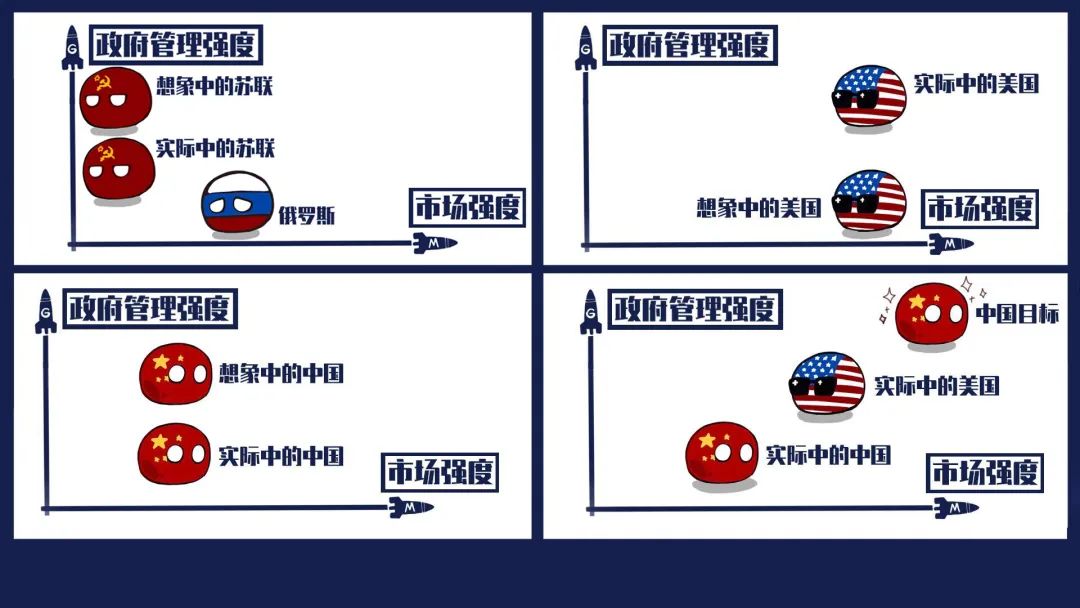 G
政府管理强度
想象中的苏联
实际中的苏联
俄罗斯
市场强度
M
G
政府管理强度
实际中的美国
想象中的美国
市场强度
M
G
政府管理强度
想象中的中国
实际中的中国
市场强度
M
G
政府管理强度
中国目标
实际中的美国
实际中的中国
市场强度
M